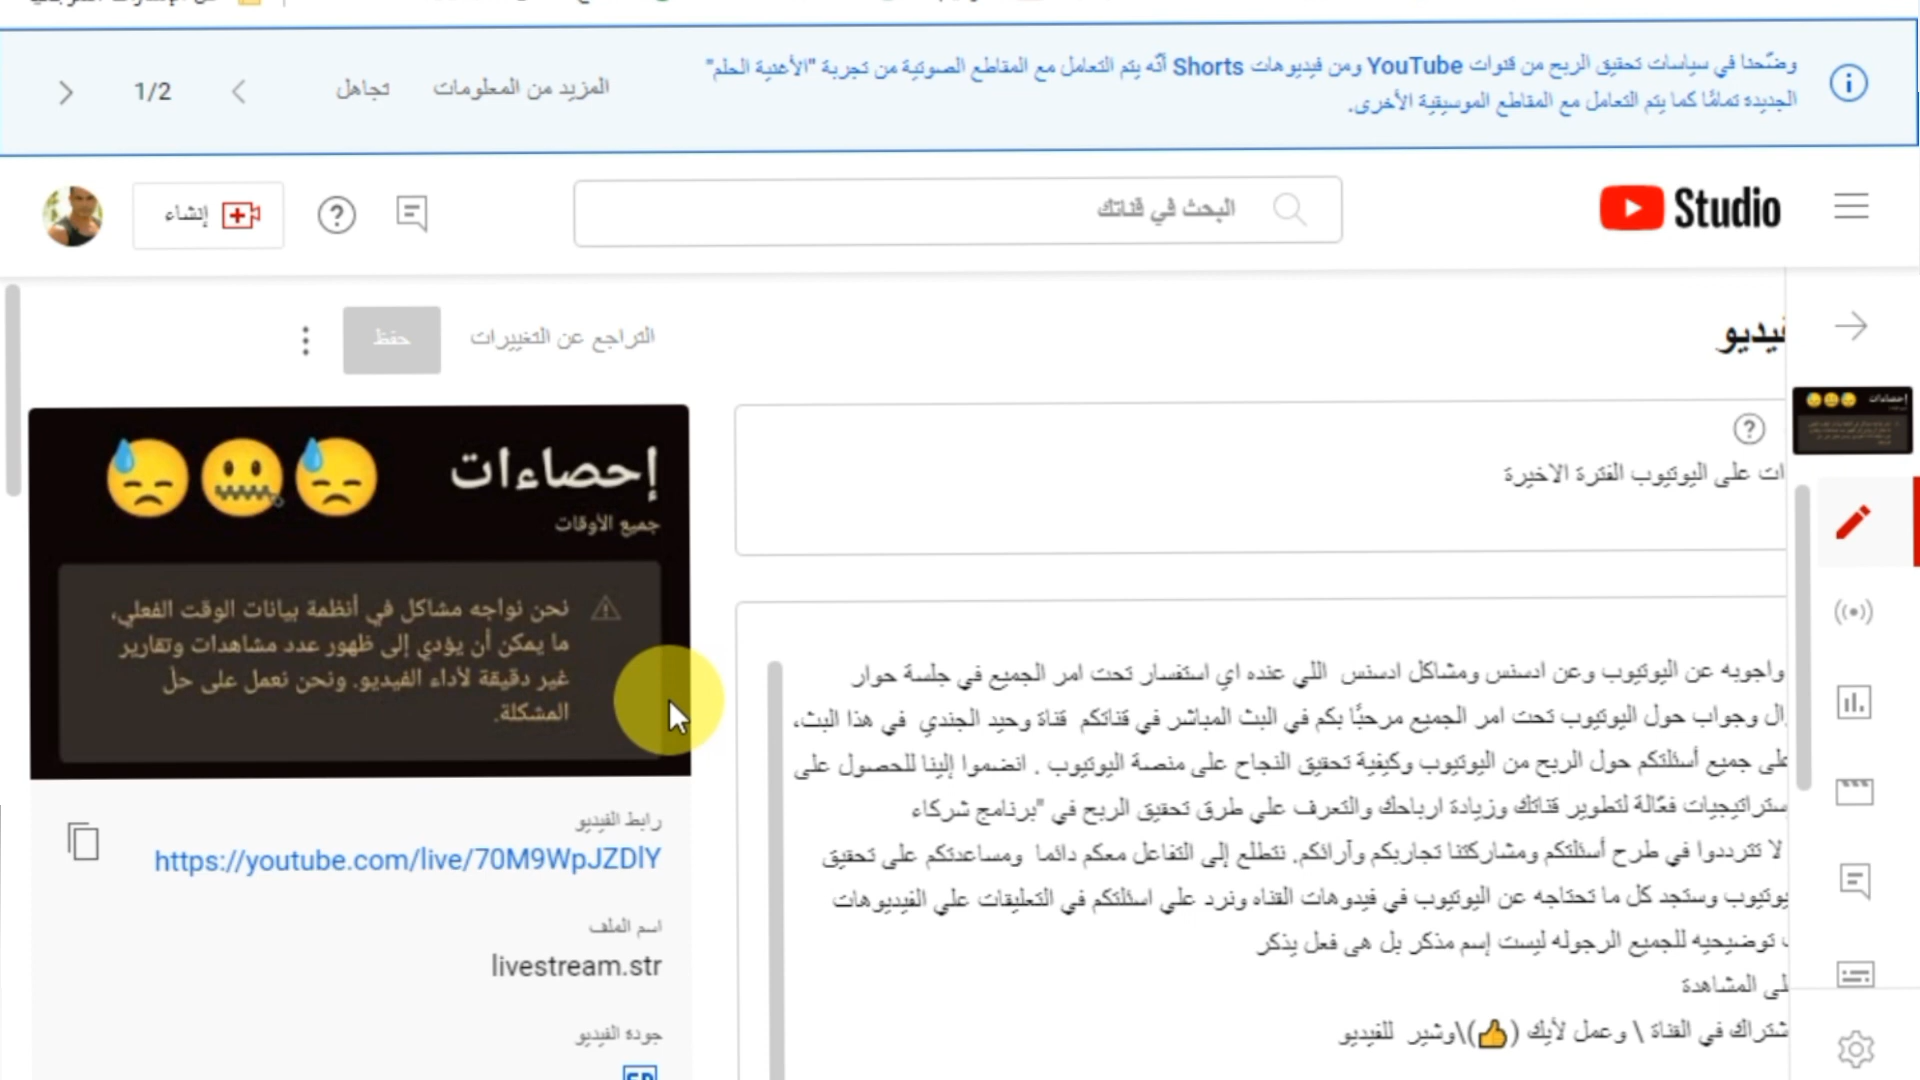 وضّحنا في سياسات تحقيق الربح من قنوات YouTube ومن فيديوهات Shorts أنّه يتم التعامل مع المقاطع الصوتية من تجربة "الأغنية الحلم"
الجديدة تمامًا كما يتم التعامل مع المقاطع الموسيقية الأخرى.
المزيد من المعلومات
تجاهل
1/2
Studio
البحث في قناتك
إنشاء
فيديو
التراجع عن التغييرات
حفظ
ات على اليوتيوب الفترة الاخيرة
إحصاءات
جميع الأوقات
نحن نواجه مشاكل في أنظمة بيانات الوقت الفعلي،
ما يمكن أن يؤدي إلى ظهور عدد مشاهدات وتقارير
غير دقيقة لأداء الفيديو. ونحن نعمل على حلّ
المشكلة.
واجوبه عن اليوتيوب وعن ادسنس ومشاكل ادسنس اللي عنده اي استفسار تحت امر الجميع في جلسة حوار
ال وجواب حول اليوتيوب تحت امر الجميع مرحبًا بكم في البث المباشر في قناتكم قناة وحيد الجندي في هذا البث،
على جميع أسئلتكم حول الربح من اليوتيوب وكيفية تحقيق النجاح على منصة اليوتيوب . انضموا إلينا للحصول على
ستراتيجيات فعّالة لتطوير قناتك وزيادة ارباحك والتعرف علي طرق تحقيق الربح في "برنامج شركاء
لا تترددوا في طرح أسئلتكم ومشاركتنا تجاربكم وآرائكم. نتطلع إلى التفاعل معكم دائما ومساعدتكم على تحقيق
يوتيوب وستجد كل ما تحتاجه عن اليوتيوب في فيدوهات القناه ونرد علي اسئلتكم في التعليقات علي الفيديوهات
ت توضيحيه للجميع الرجوله ليست إسم مذكر بل هى فعل يذكر
لى المشاهدة
شتراك في القناة \ وعمل لأيك (👍)\وشير للفيديو
رابط الفيديو
https://youtube.com/live/70M9WpJZDlY
اسم الملف
livestream.str
جودة الفيديو